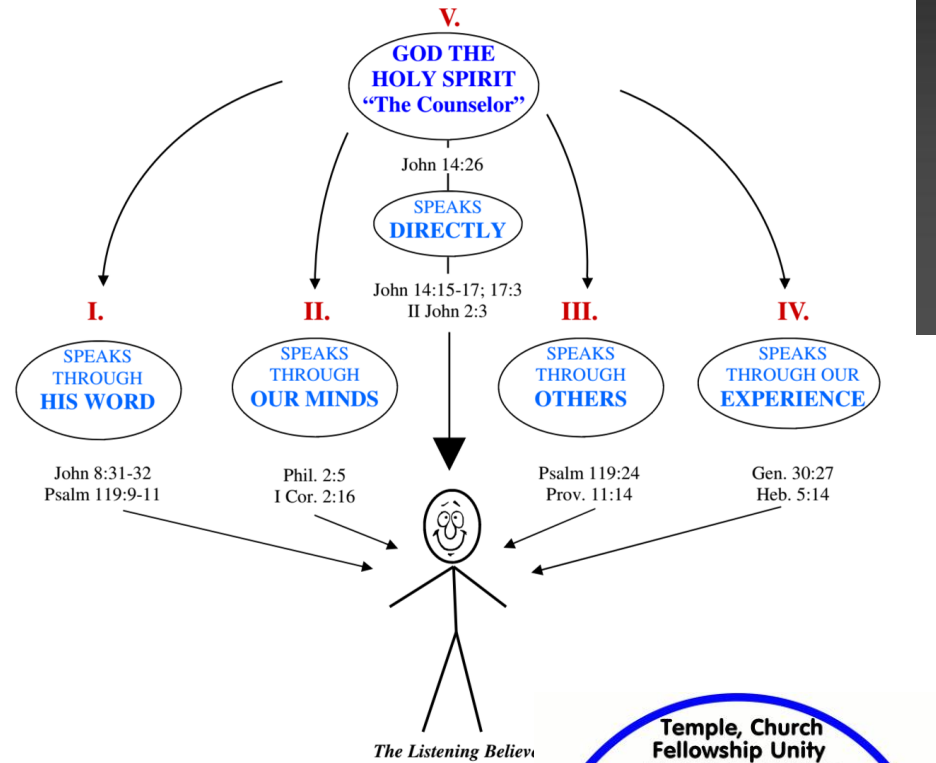 V.
GOD THE
HOLY SPIRIT
“The Counselor”
John 14:26
SPEAKS
DIRECTLY
John 14:15-17; 17:3
II John 2:3
I.
SPEAKS
THROUGH
HIS WORD
John 8:31-32
Psalm 119:9-11
II.
SPEAKS
THROUGH
OUR MINDS
Phil. 2:5
I Cor. 2:16
III.
SPEAKS
THROUGH
OTHERS
Psalm 119:24
Prov. 11:14
IV.
SPEAKS
THROUGH OUR
EXPERIENCE
Gen. 30:27
Heb. 5:14
The Listening Believe
Temple, Church
Fellowship Unity